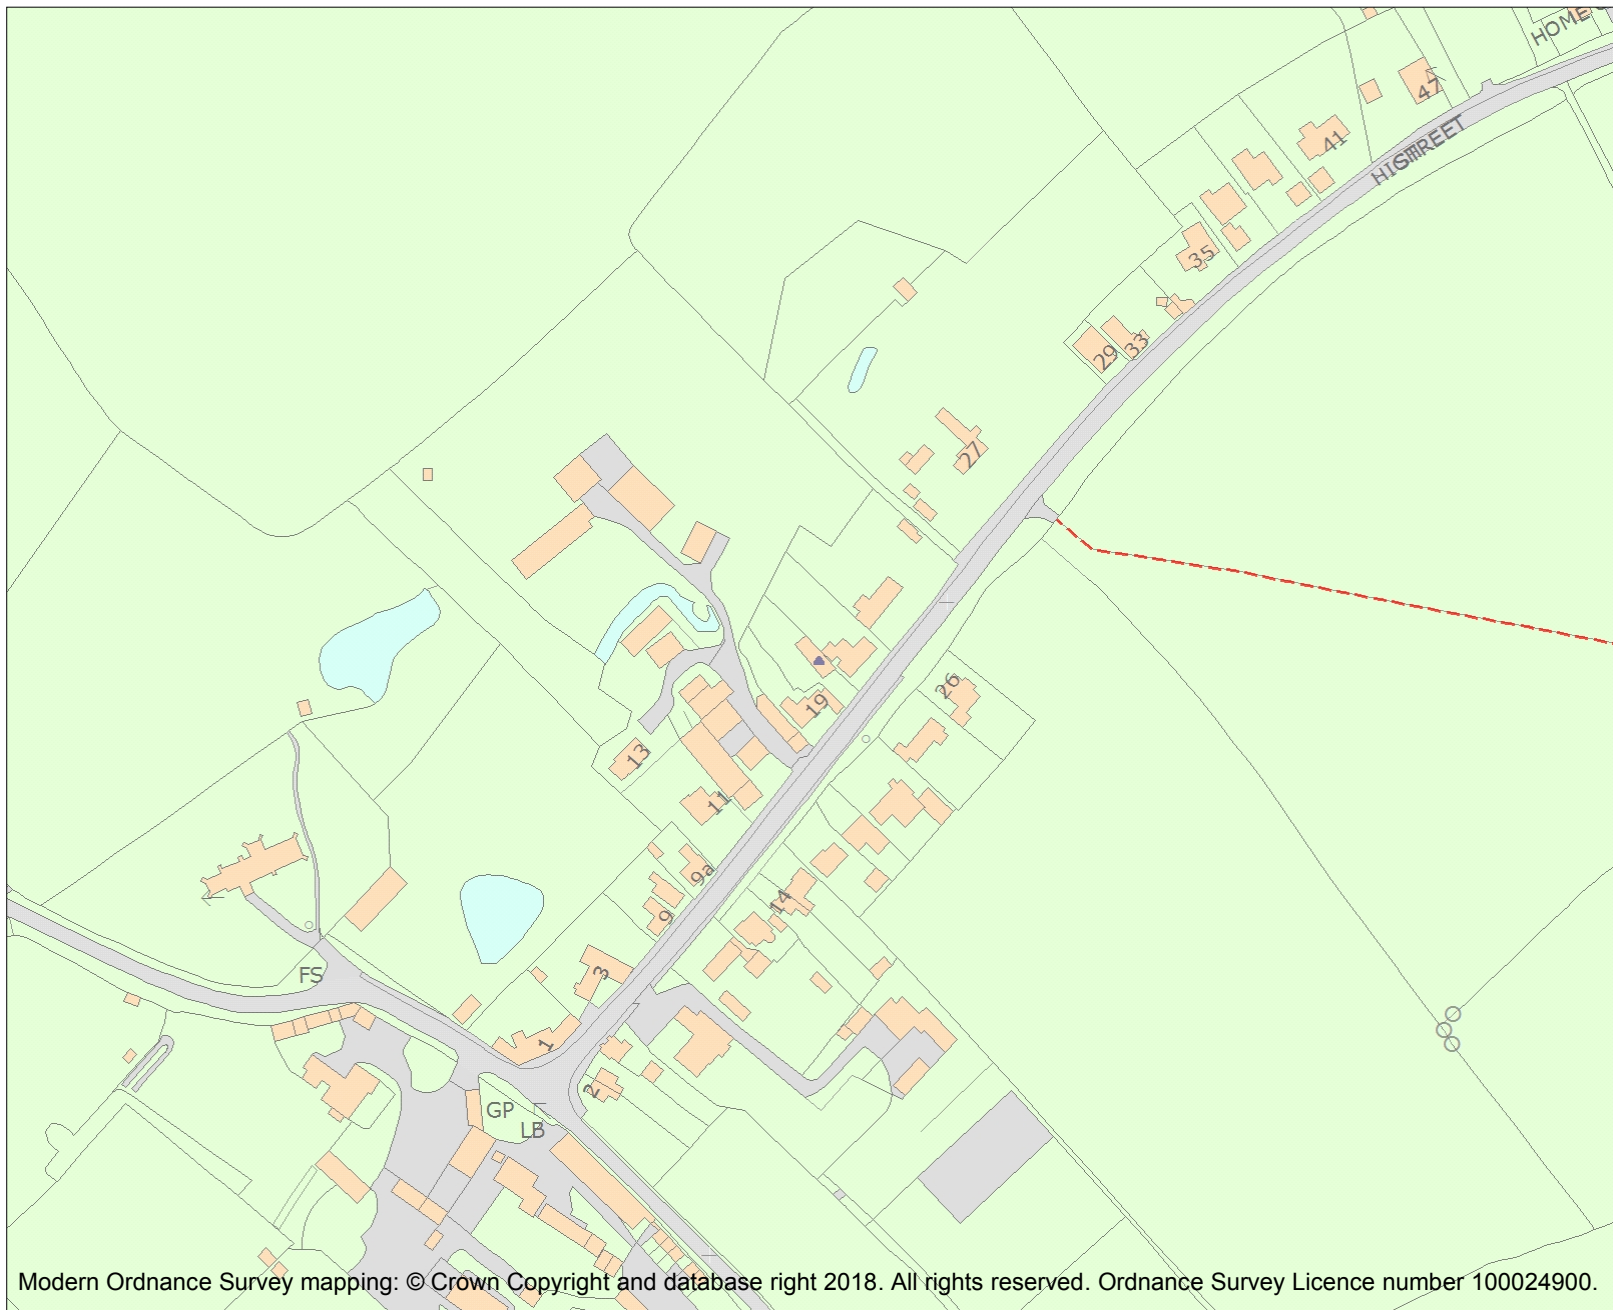 HOME
47
HIGH STREET
41
35
33
29
27
26
19
13
11
9a
14
9
3
FS
1
2
GP
LB
Modern Ordnance Survey mapping: © Crown Copyright and database right 2018. All rights reserved. Ordnance Survey Licence number 100024900.